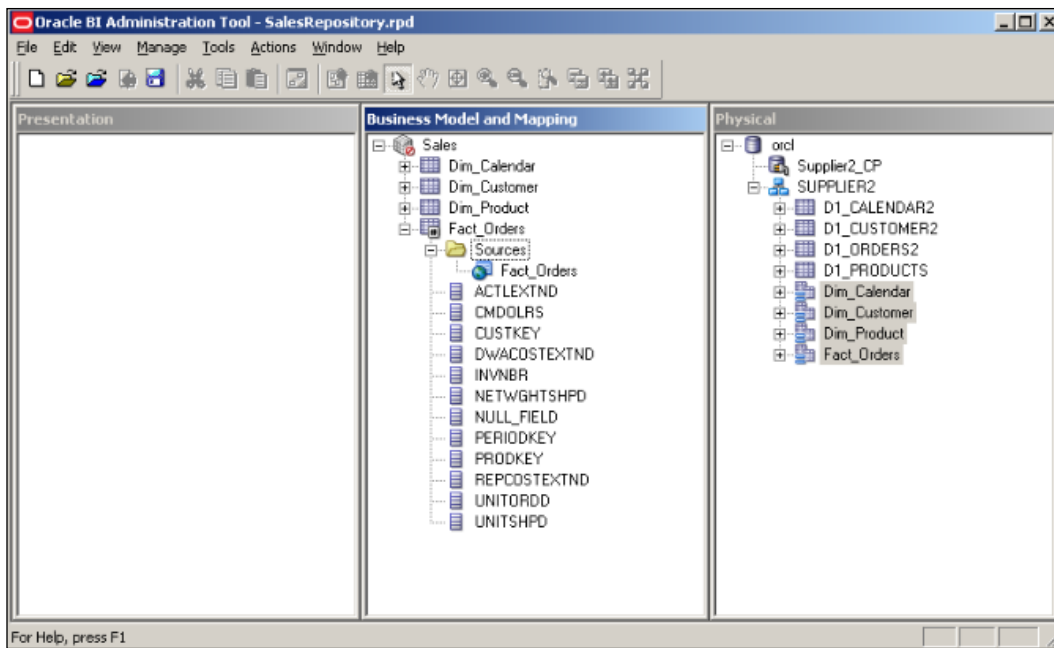 Oracle BI Administration Tool - SalesRepository.rpd
File Edit View Manage Tools Actions Window Help
Presentation
Business Model and Mapping
Sales
Dim_Calendar
Dim_Customer
Dim_Product
Fact_Orders
Sources
Fact_Orders
ACTLEXTND
CMDOLRS
CUSTKEY
DWACOSTEXTND
INVNBR
NETWGHTSHPD
NULL_FIELD
PERIODKEY
PRODKEY
REPCOSTEXTND
UNITORDD
UNITSHPD
Physical
orcl
Supplier2_CP
SUPPLIER2
D1_CALENDAR2
D1_CUSTOMER2
D1_ORDERS2
D1_PRODUCTS
Dim_Calendar
Dim_Customer
Dim_Product
Fact_Orders
For Help, press F1